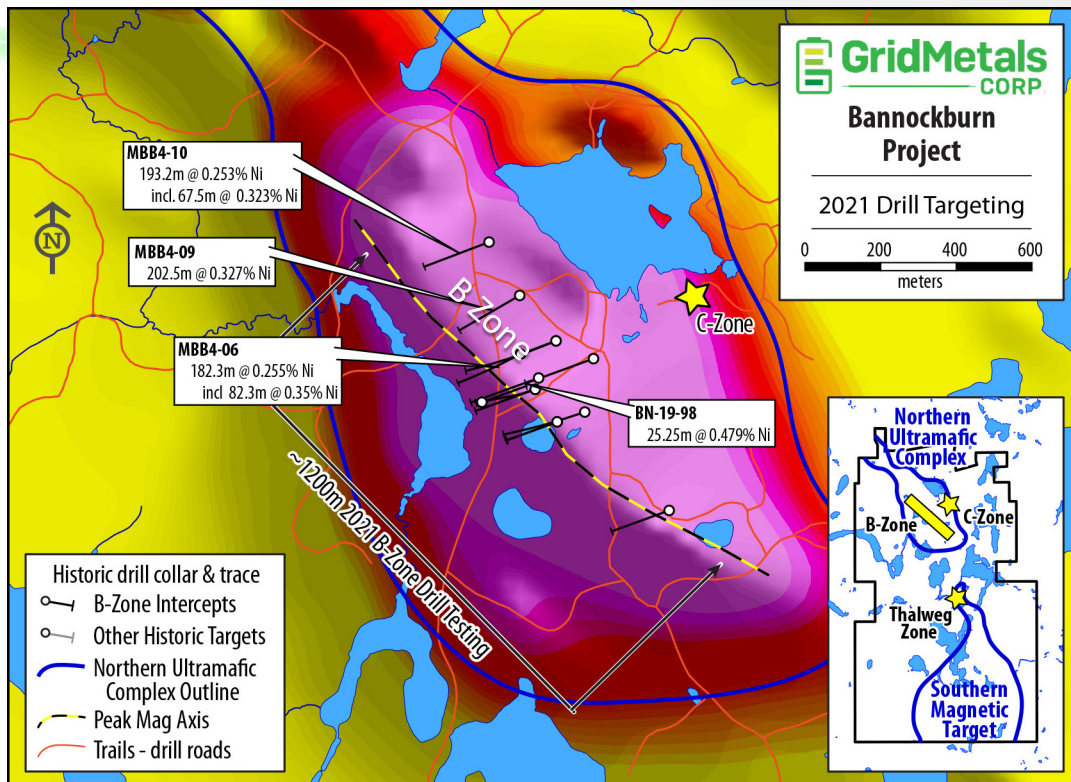 GridMetals
CORP.
Bannockburn
Project
2021 Drill Targeting
0 200 400 600
meters
MBB4-10
193.2m @ 0.253% Ni
incl. 67.5m @ 0.323% Ni
MBB4-09
202.5m @ 0.327% Ni
MBB4-06
182.3m @ 0.255% Ni
incl 82.3m @ 0.35% Ni
BN-19-98
25.25m @ 0.479% Ni
B-Zone
C-Zone
~1200m 2021 B-Zone Drill Testing
N
Historic drill collar & trace
B-Zone Intercepts
Other Historic Targets
Northern Ultramafic
Complex Outline
Peak Mag Axis
Trails - drill roads
Northern
Ultramafic
Complex
B-Zone
C-Zone
Thalweg
Zone
Southern
Magnetic
Target